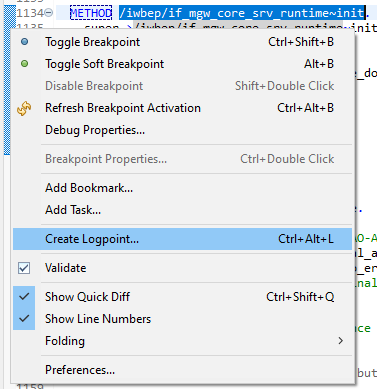 1134 METHOD /iwbep/if_mgw_core_srv_runtime~init.
1135
Toggle Breakpoint Ctrl+Shift+B
Toggle Soft Breakpoint Alt+B
Disable Breakpoint Shift+Double Click
Refresh Breakpoint Activation Ctrl+Alt+B
Debug Properties...
Breakpoint Properties... Ctrl+Double Click
Add Bookmark...
Add Task...
Create Logpoint... Ctrl+Alt+L
Validate
Show Quick Diff Ctrl+Shift+Q
Show Line Numbers
Folding
Preferences...
1159